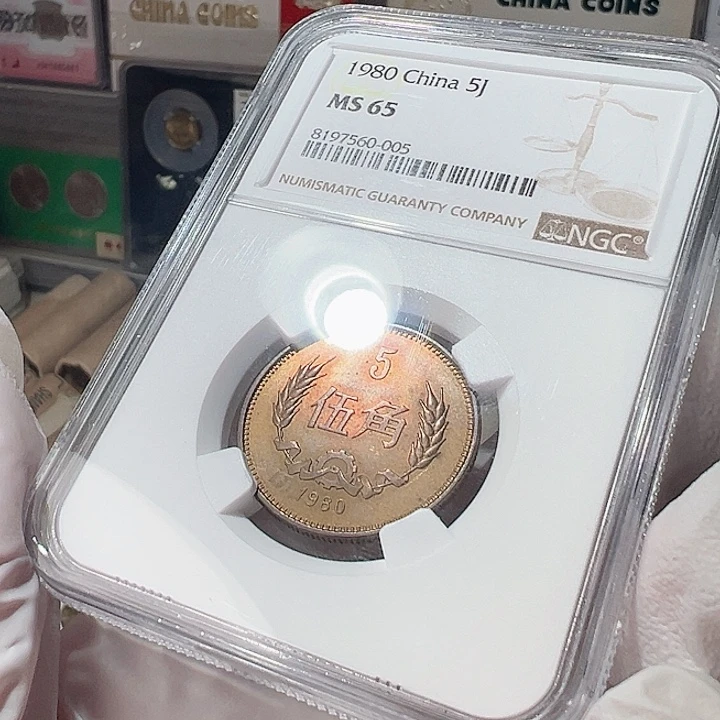 CHINA COINS
CHINA COINS
1980 China 5J
MS 65
8197560-005
NUMISMATIC GUARANTY COMPANY
NGC®
5
伍角
1980